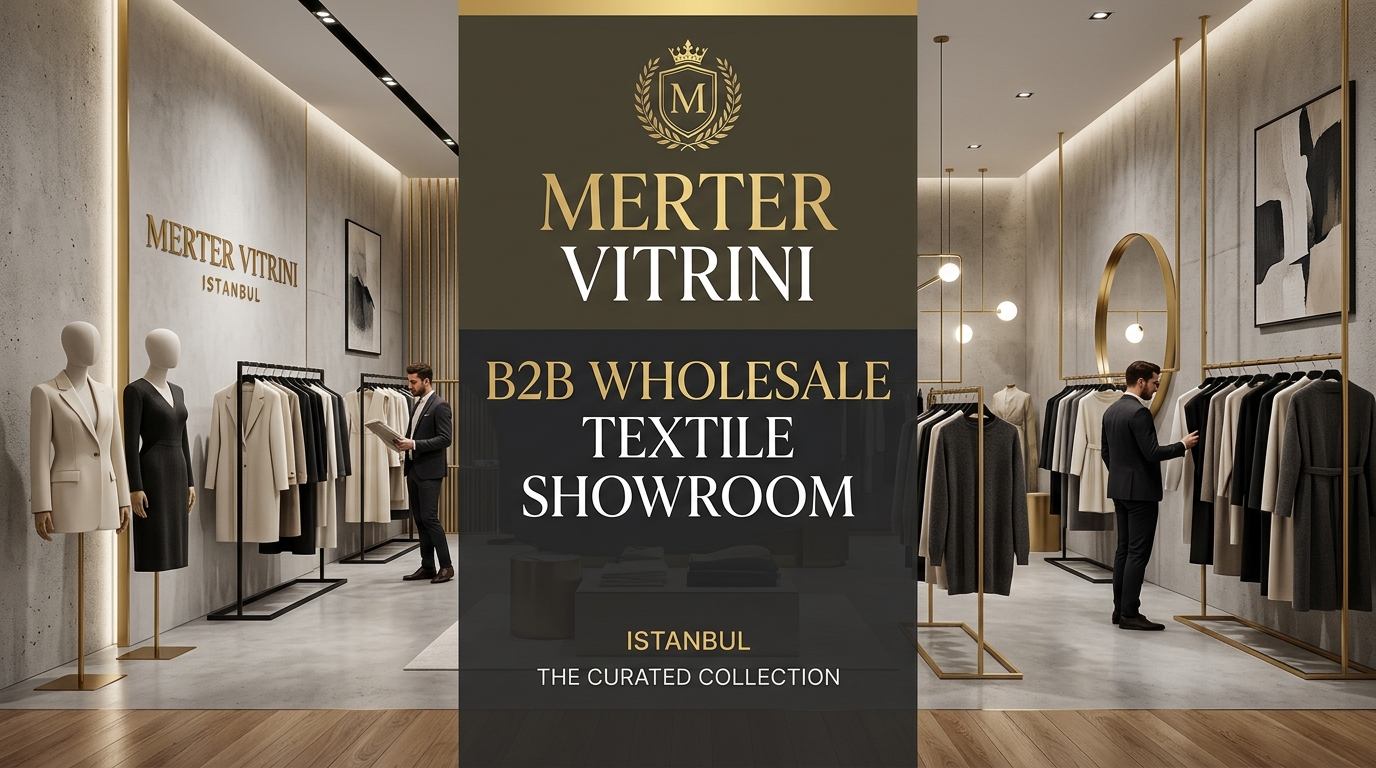 MERTER VITRINI
ISTANBUL
M
MERTER
VITRINI
B2B WHOLESALE
TEXTILE
SHOWROOM
ISTANBUL
THE CURATED COLLECTION